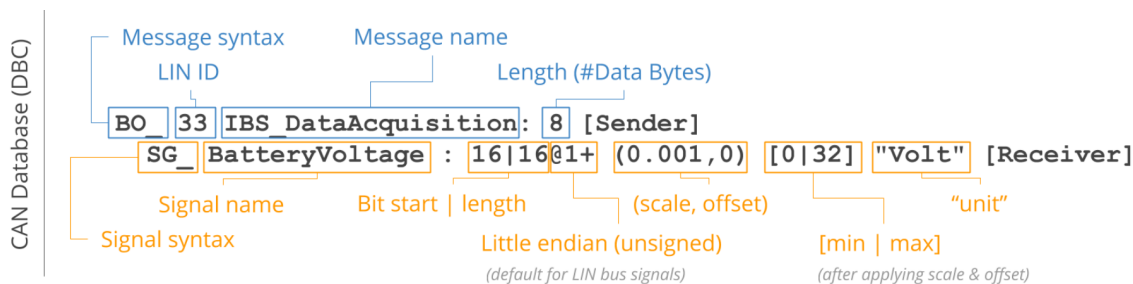 CAN Database (DBC)
Message syntax
Message name
LIN ID
Length (#Data Bytes)
BO_ 33 IBS_DataAcquisition: 8 [Sender]
SG_ BatteryVoltage : 16|16@1+ (0.001,0) [0|32] "Volt" [Receiver]
Signal name
Bit start | length
(scale, offset)
“unit”
Signal syntax
Little endian (unsigned)
[min | max]
(default for LIN bus signals)
(after applying scale & offset)